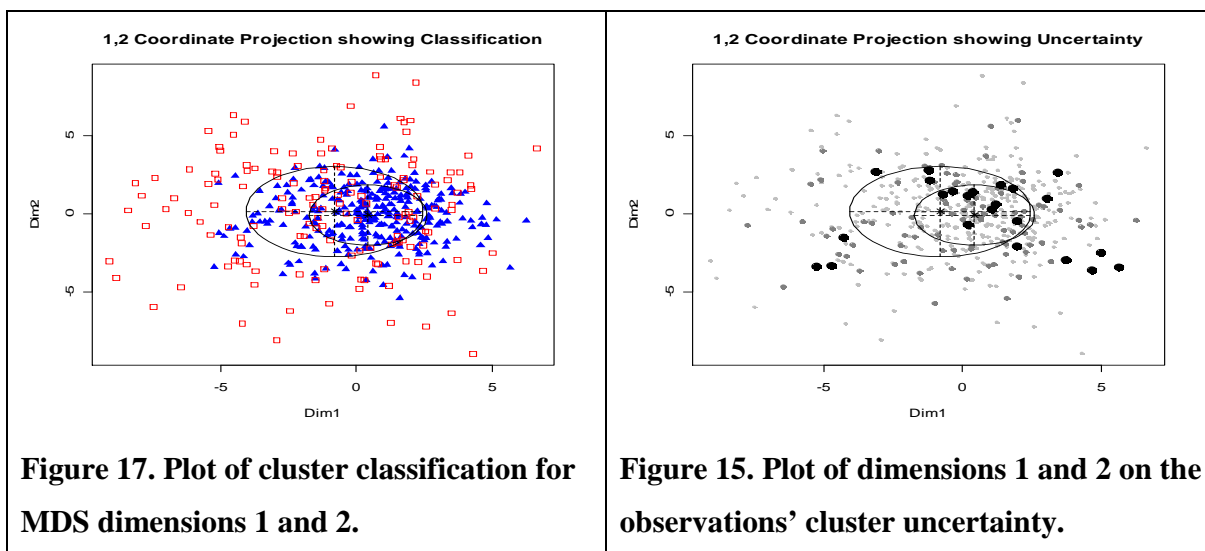 1,2 Coordinate Projection showing Classification
5
0
-5
Dim2
-5 0 5
Dim1
Figure 17. Plot of cluster classification for
MDS dimensions 1 and 2.
1,2 Coordinate Projection showing Uncertainty
5
0
-5
Dim2
-5 0 5
Dim1
Figure 15. Plot of dimensions 1 and 2 on the
observations’ cluster uncertainty.